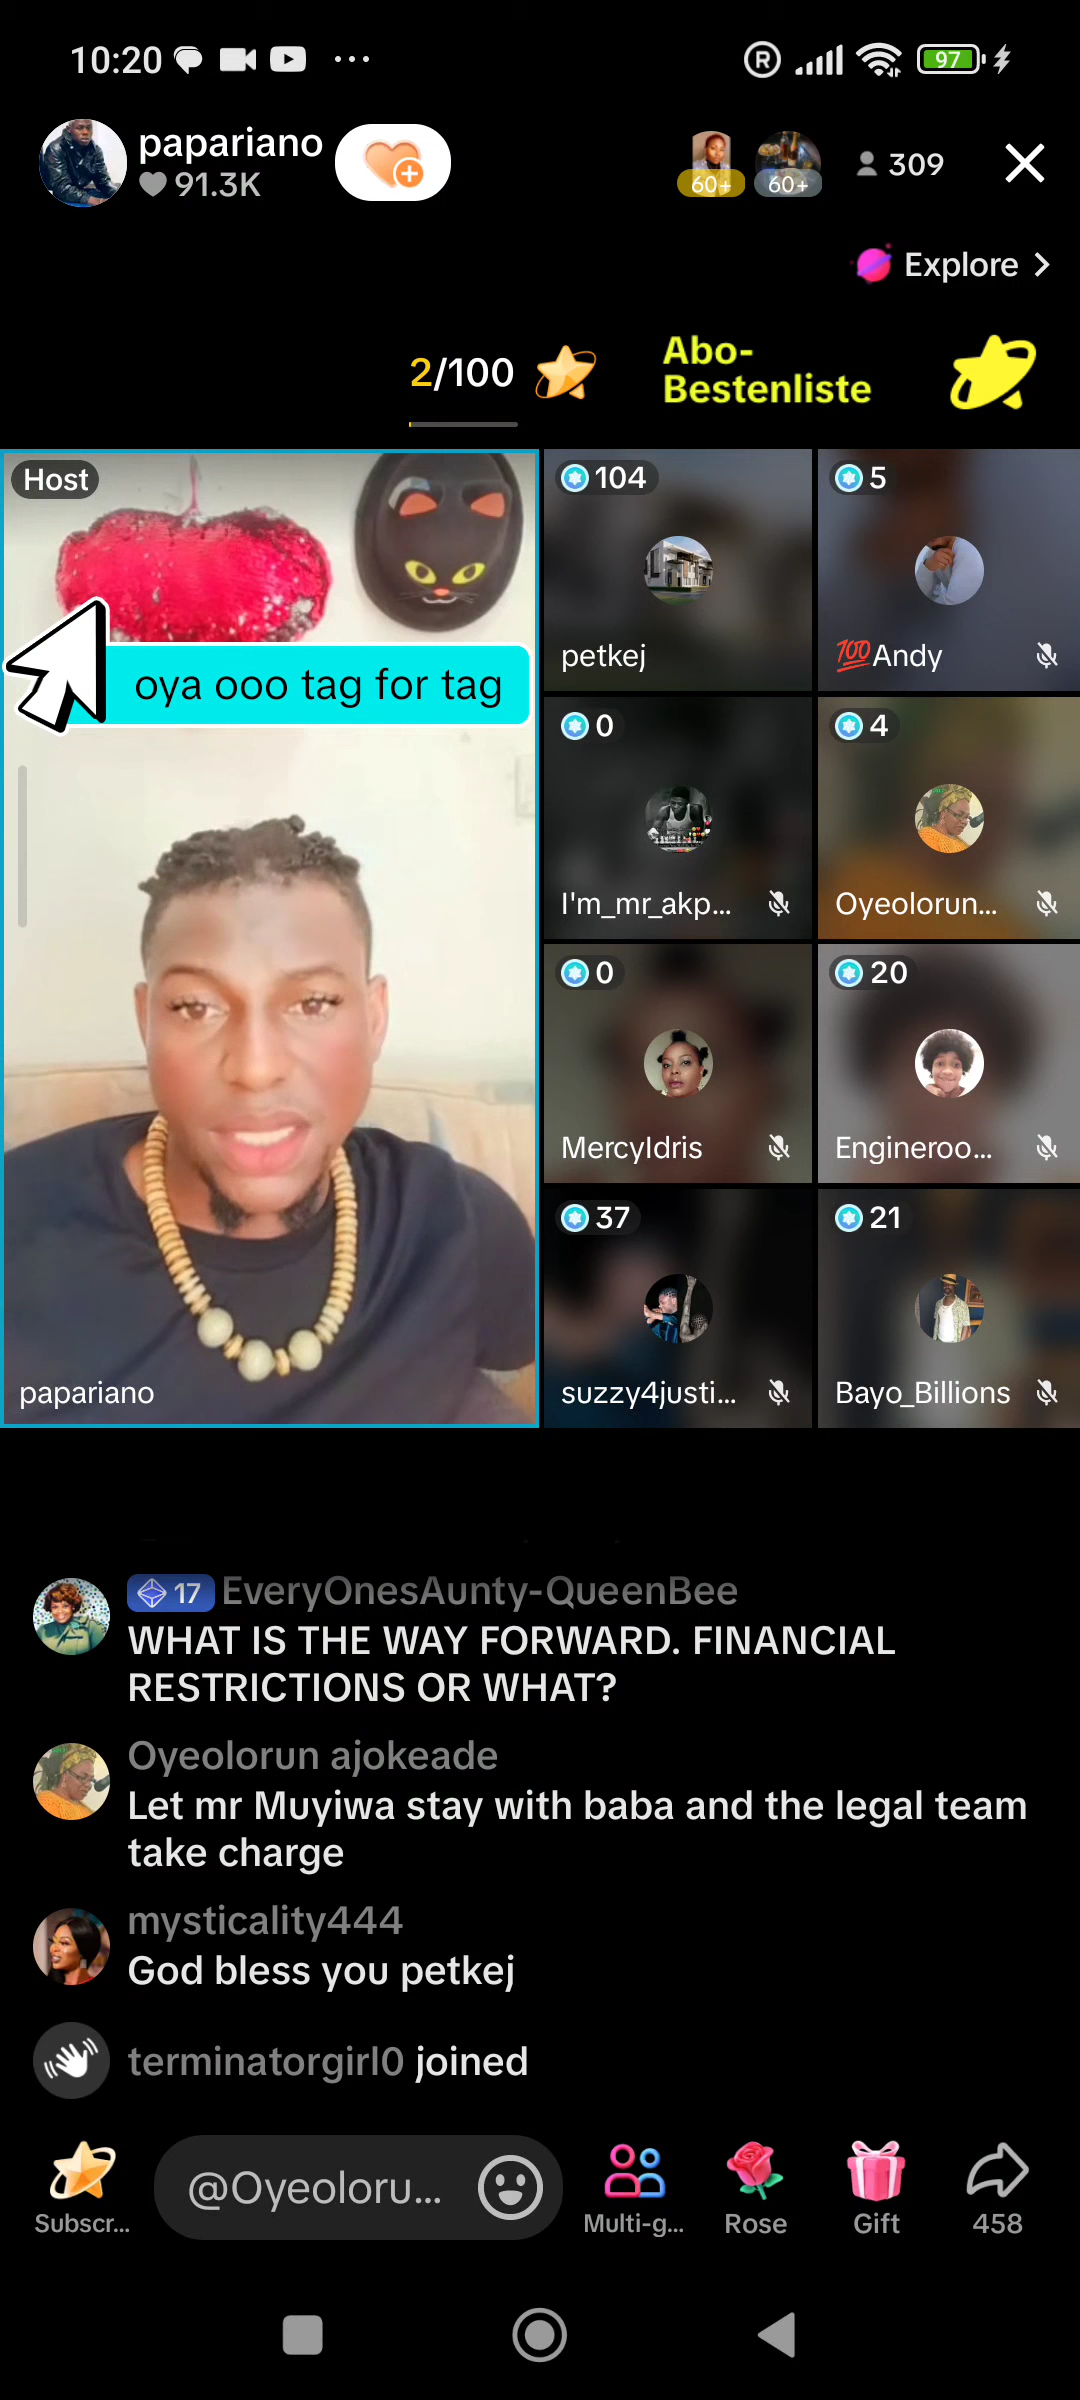 10:20
R
97
papariano
91.3K
60+
60+
309
Explore
2/100
Abo-
Bestenliste
Host
oya ooo tag for tag
papariano
104
petkej
5
💯Andy
0
I'm_mr_akp...
4
Oyeolorun...
0
MercyIdris
20
Engineroo...
37
suzzy4justi...
21
Bayo_Billions
17 EveryOnesAunty-QueenBee
WHAT IS THE WAY FORWARD. FINANCIAL
RESTRICTIONS OR WHAT?
Oyeolorun ajokeade
Let mr Muyiwa stay with baba and the legal team
take charge
mysticality444
God bless you petkej
terminatorgirl0 joined
Subscr...
@Oyeoloru...
Multi-g...
Rose
Gift
458